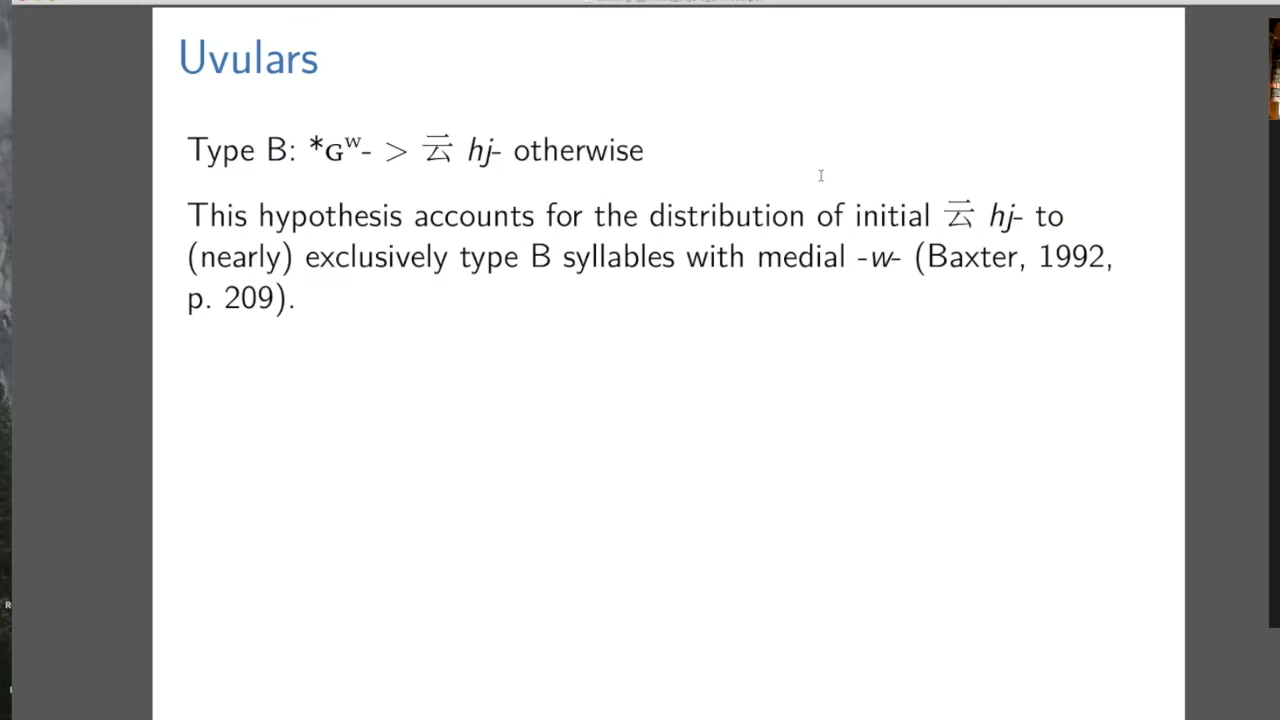 Uvulars
Type B: *ɢʷ- > 云 hj- otherwise
This hypothesis accounts for the distribution of initial 云 hj- to
(nearly) exclusively type B syllables with medial -w- (Baxter, 1992,
p. 209).